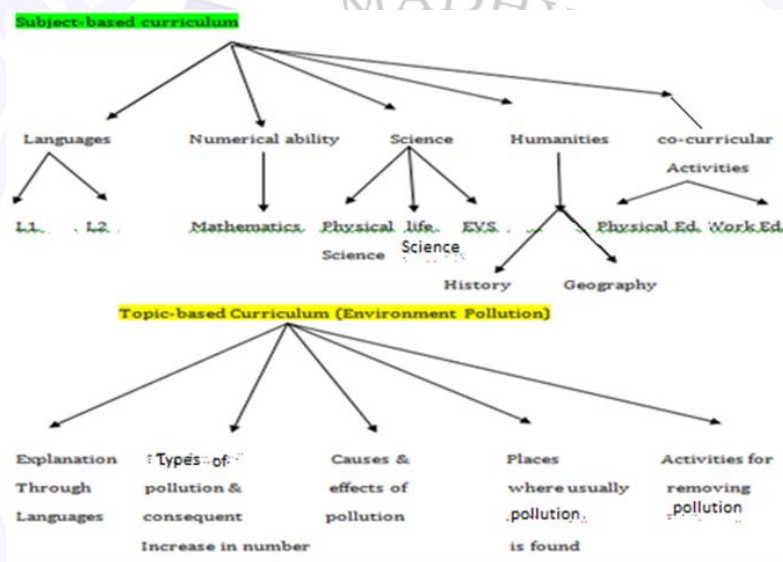 Subject-based curriculum
Languages Numerical ability Science Humanities co-curricular
Activities
L1 L2 Mathematics Physical life EVS Physical Ed. Work Ed
Science Science
History Geography
Topic-based Curriculum (Environment Pollution)
Explanation Types of Causes & Places Activities for
Through pollution & effects of where usually removing
Languages consequent pollution pollution pollution
Increase in number is found